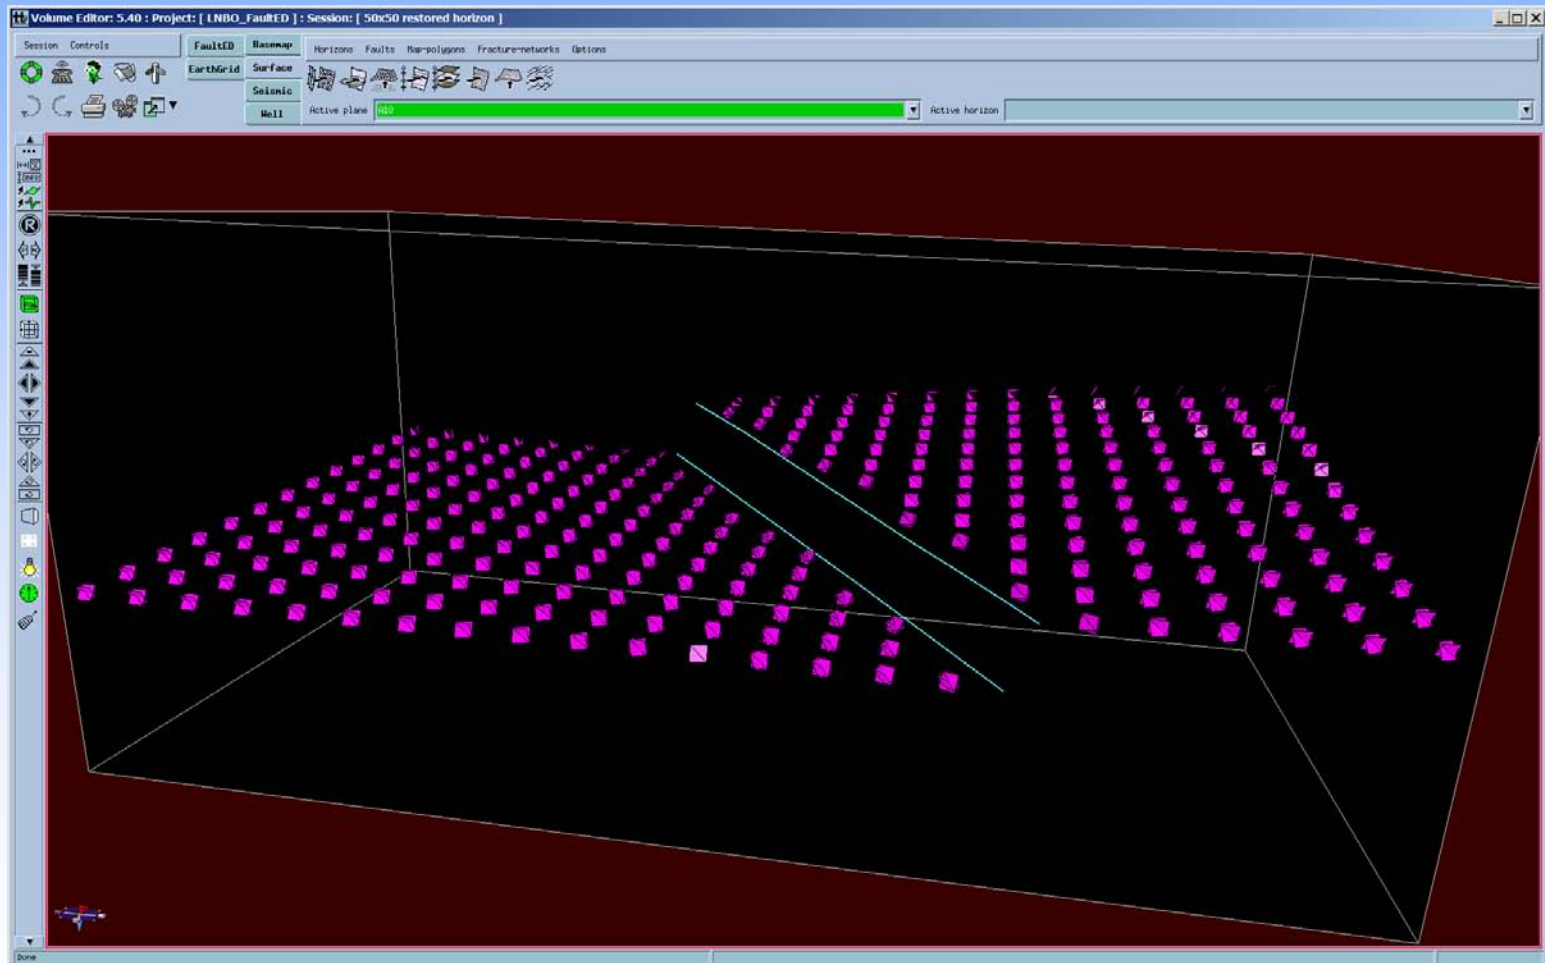 Volume Editor: 5.40 : Project: [ LNBO_FaultED ] : Session: [ 50x50 restored horizon ]
Session Controls
FaultED
Basemap
Horizons Faults Map-polygons Fracture-networks Options
EarthGrid
Surface
Seismic
Well
Active plane A10
Active horizon
R
Done